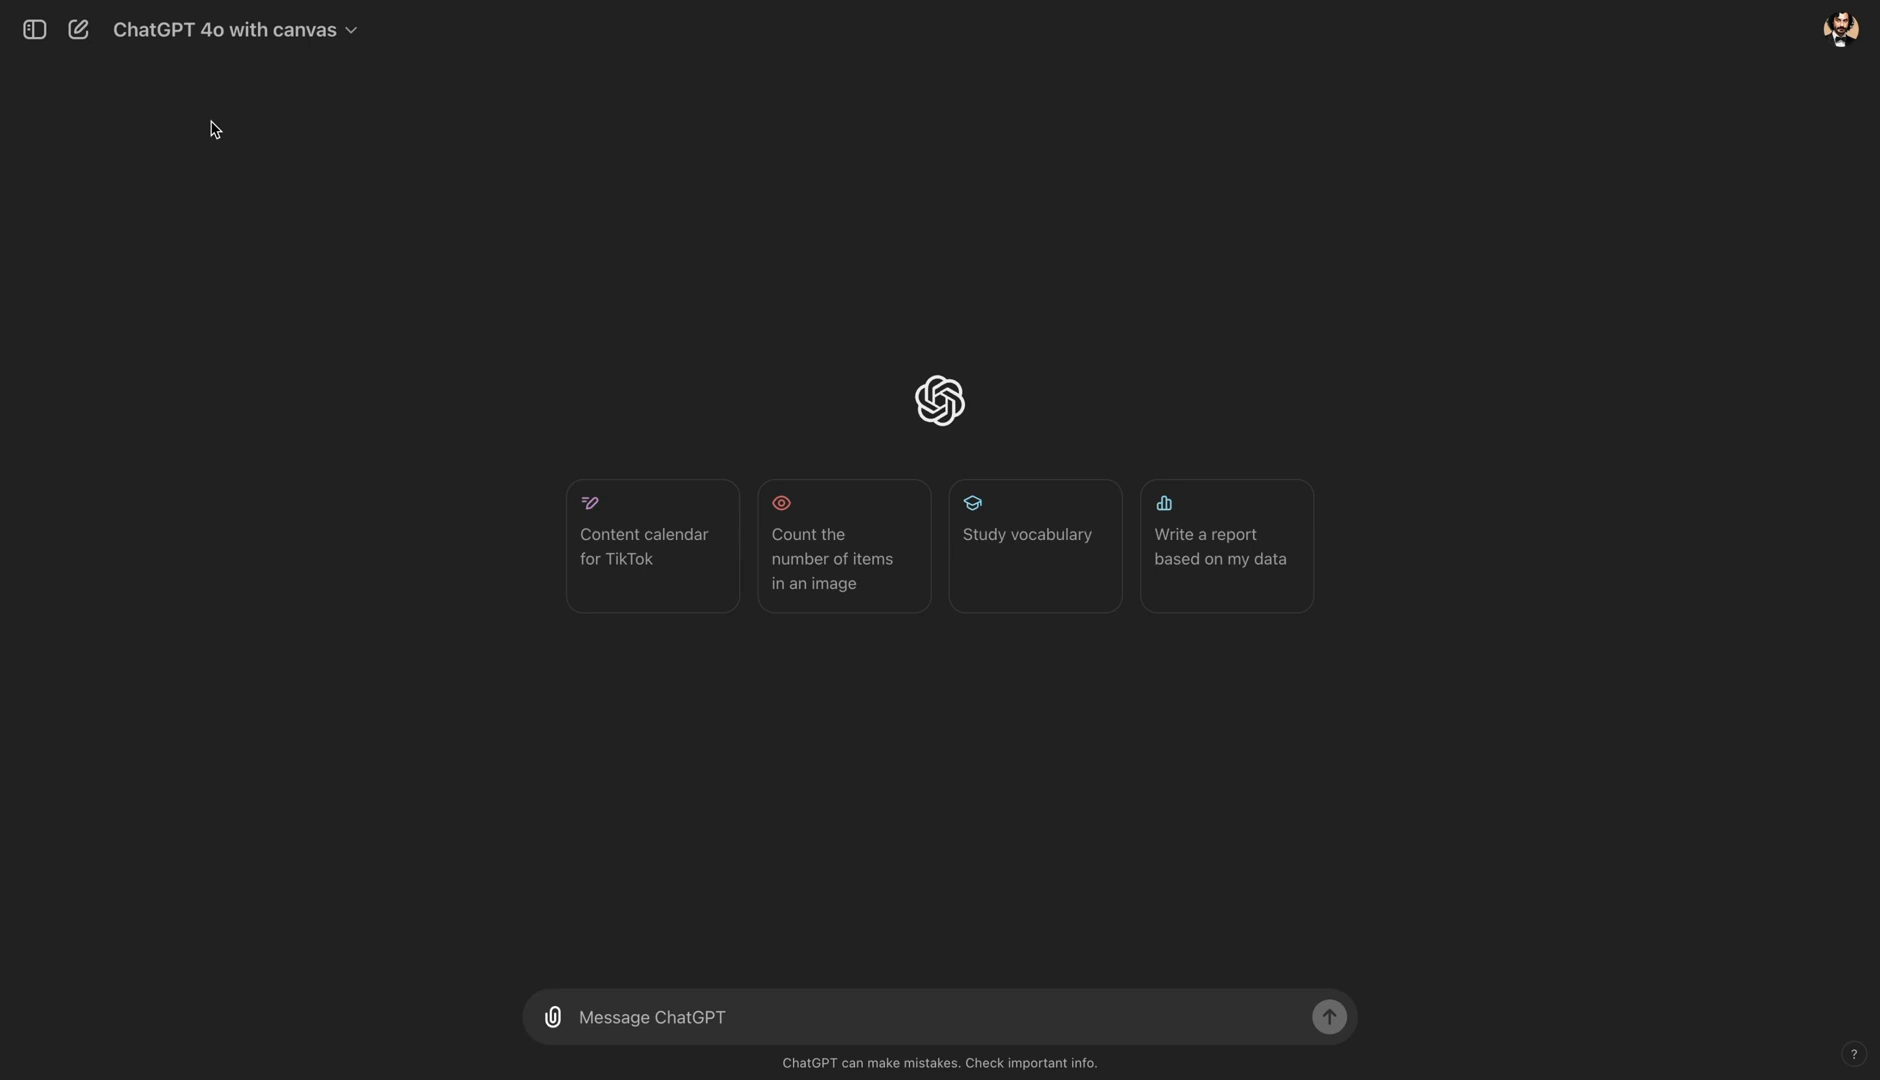 ChatGPT 4o with canvas
Content calendar
for TikTok
Count the
number of items
in an image
Study vocabulary
Write a report
based on my data
Message ChatGPT
ChatGPT can make mistakes. Check important info.
?